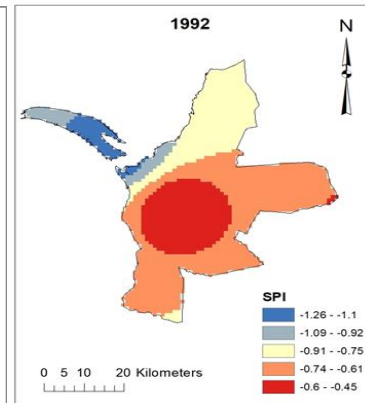 1992
N
SPI
-1.26 - -1.1
-1.09 - -0.92
-0.91 - -0.75
-0.74 - -0.61
-0.6 - -0.45
0 5 10 20 Kilometers